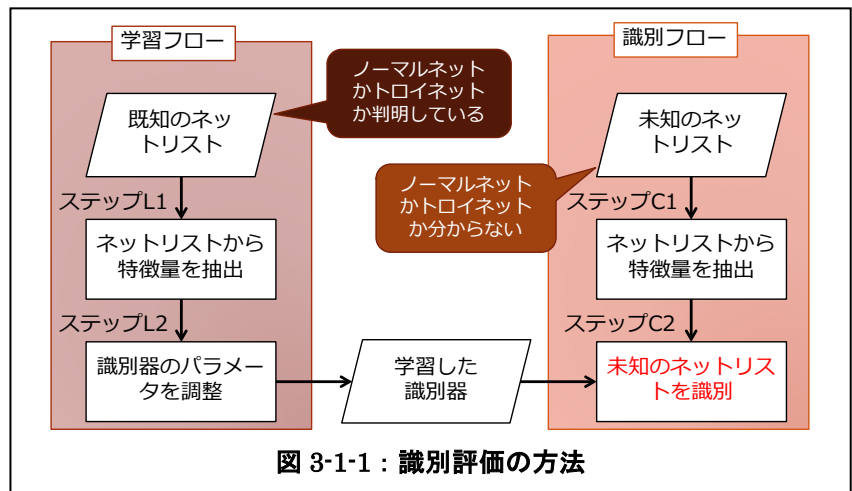 学習フロー
ノーマルネット
かトロイネット
か判明している
既知のネッ
トリスト
ステップL1
ネットリストから
特徴量を抽出
ステップL2
識別器のパラメー
タを調整
学習した
識別器
識別フロー
未知のネッ
トリスト
ノーマルネット
かトロイネット
か分からない
ステップC1
ネットリストから
特徴量を抽出
ステップC2
未知のネットリス
トを識別
図 3-1-1：識別評価の方法